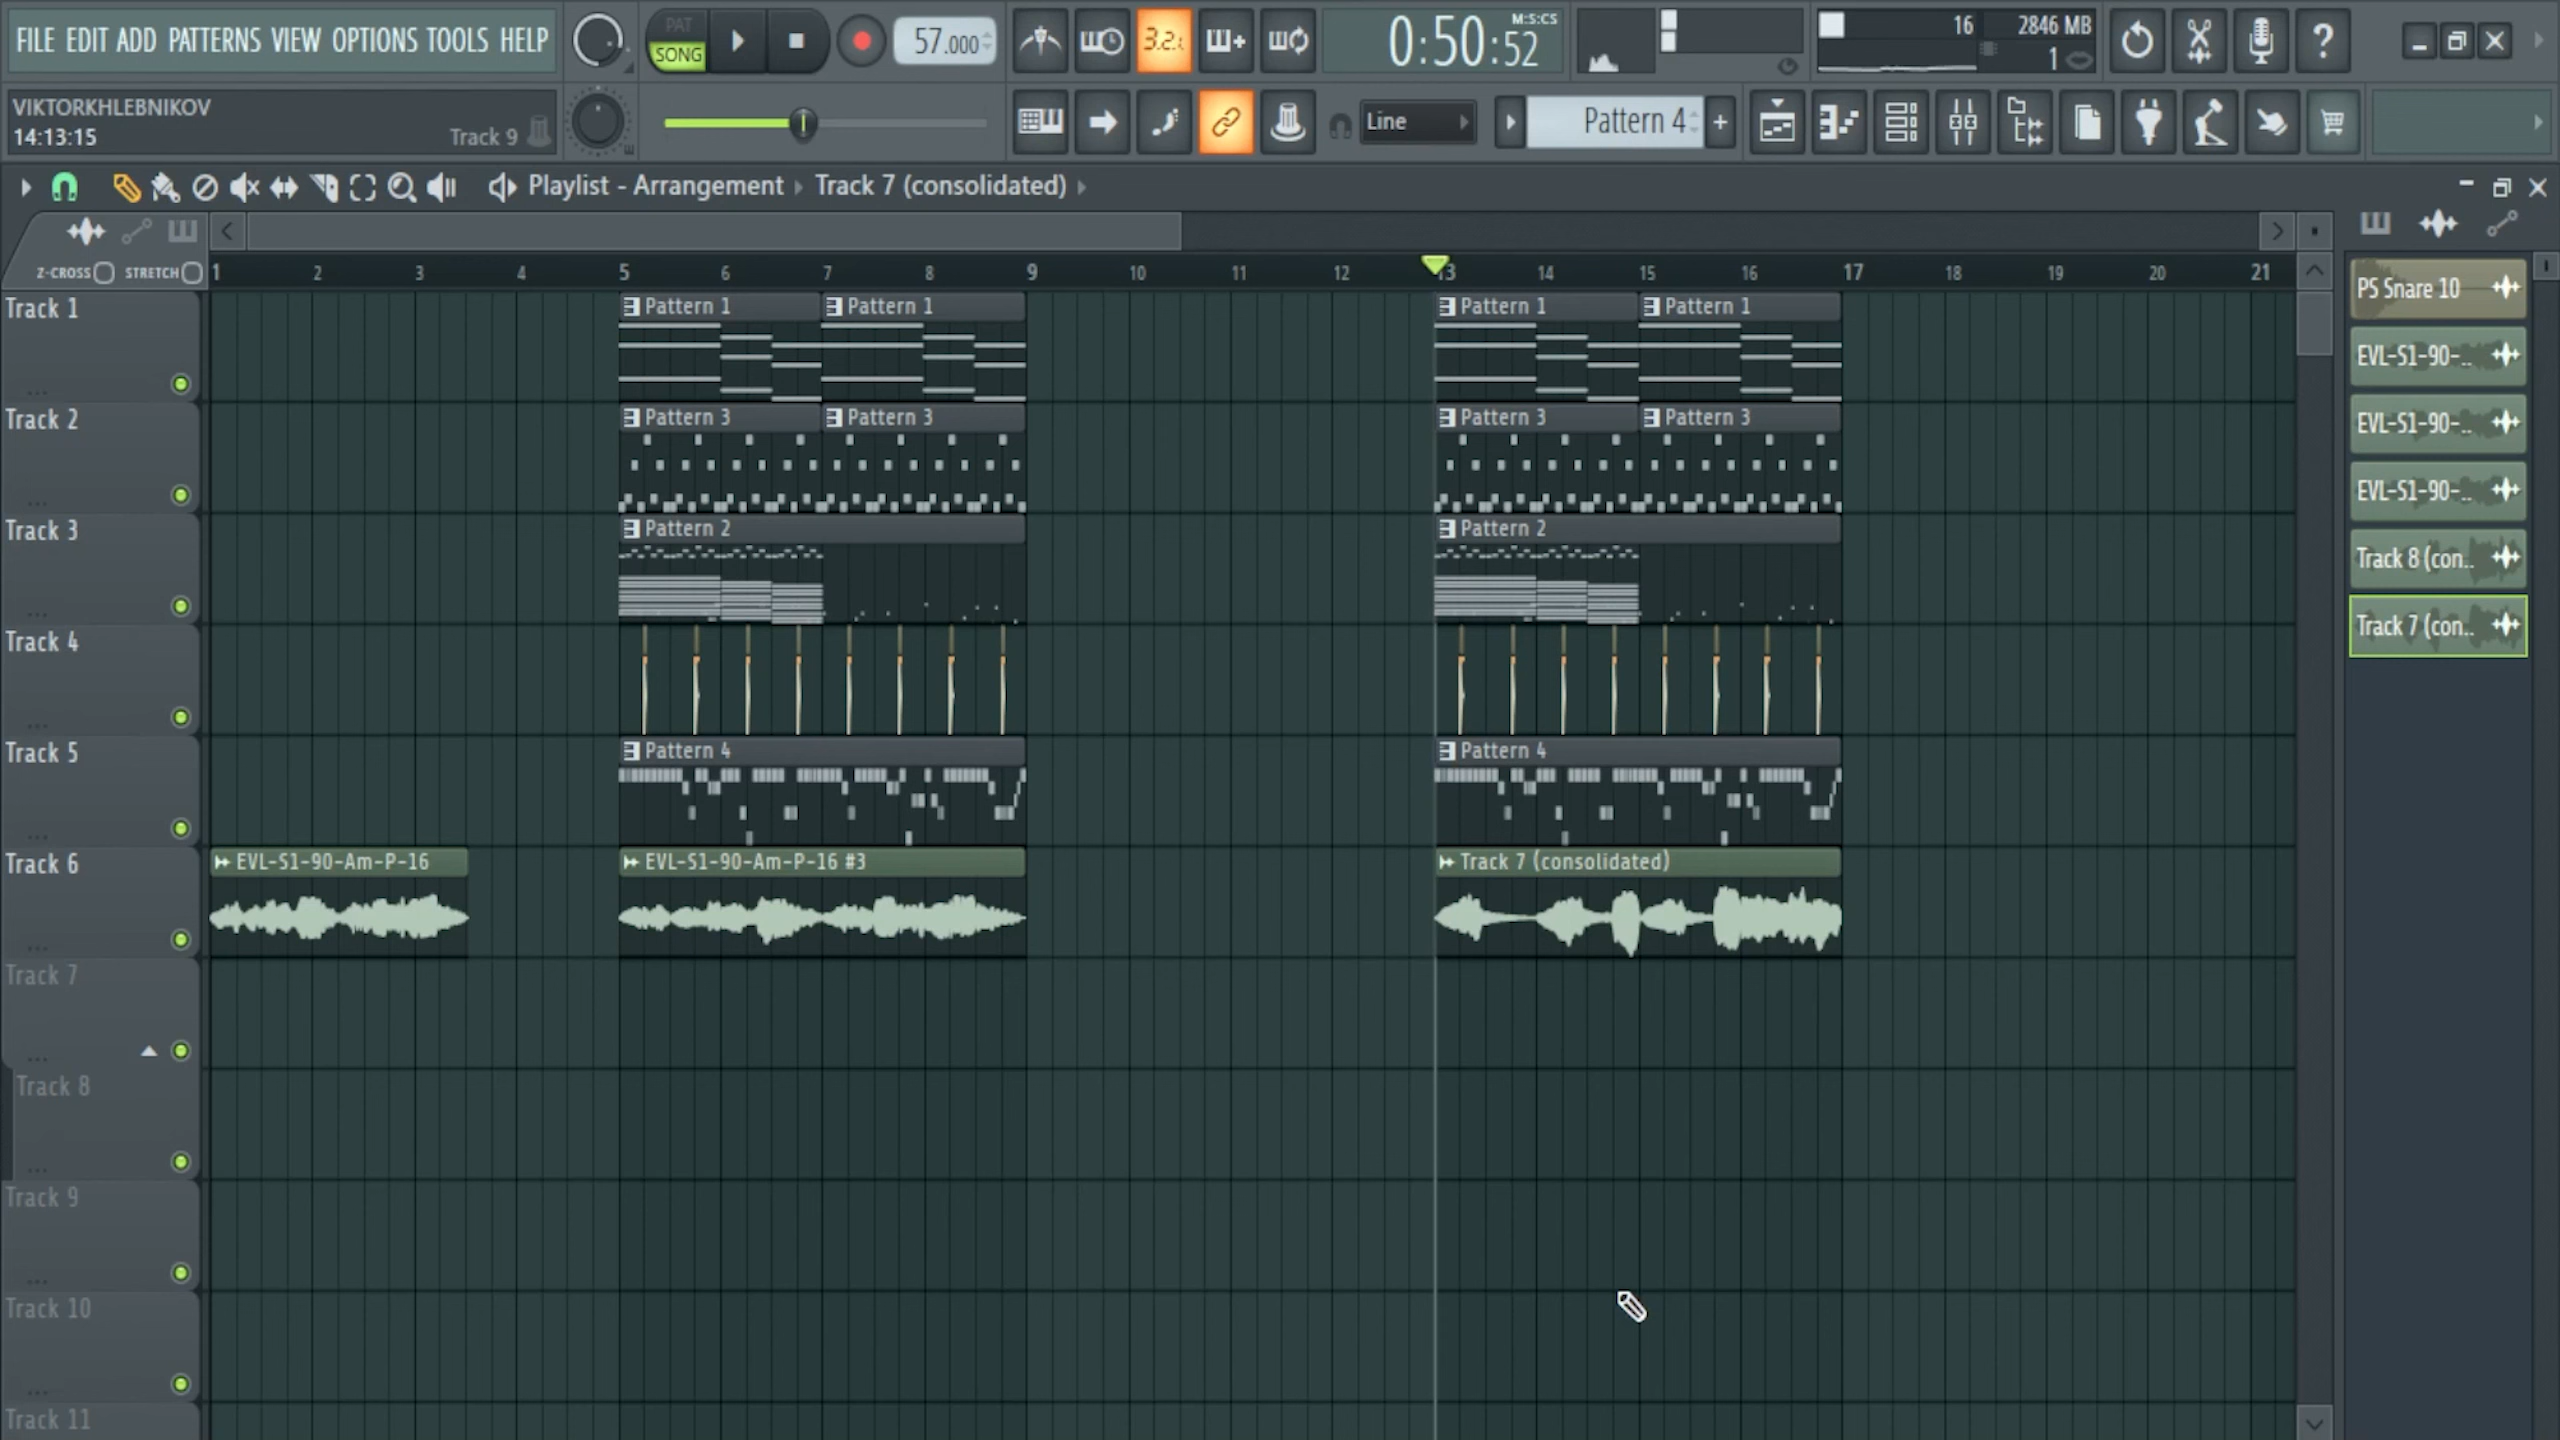 FILE EDIT ADD PATTERNS VIEW OPTIONS TOOLS HELP
PAT
SONG
57.000
3.2.
0:50:52
M:S:CS
16
2846 MB
1
?
VIKTORKHLEBNIKOV
14:13:15
Track 9
Line
Pattern 4
+
Playlist - Arrangement
Track 7 (consolidated)
Z-CROSS
STRETCH
1 2 3 4 5 6 7 8 9 10 11 12 13 14 15 16 17 18 19 20 21
Track 1
Pattern 1
Pattern 1
Pattern 1
Pattern 1
Track 2
Pattern 3
Pattern 3
Pattern 3
Pattern 3
Track 3
Pattern 2
Pattern 2
Track 4
Track 5
Pattern 4
Pattern 4
Track 6
EVL-S1-90-Am-P-16
EVL-S1-90-Am-P-16 #3
Track 7 (consolidated)
Track 7
Track 8
Track 9
Track 10
Track 11
PS Snare 10
EVL-S1-90-..
EVL-S1-90-..
EVL-S1-90-..
Track 8 (con..
Track 7 (con..